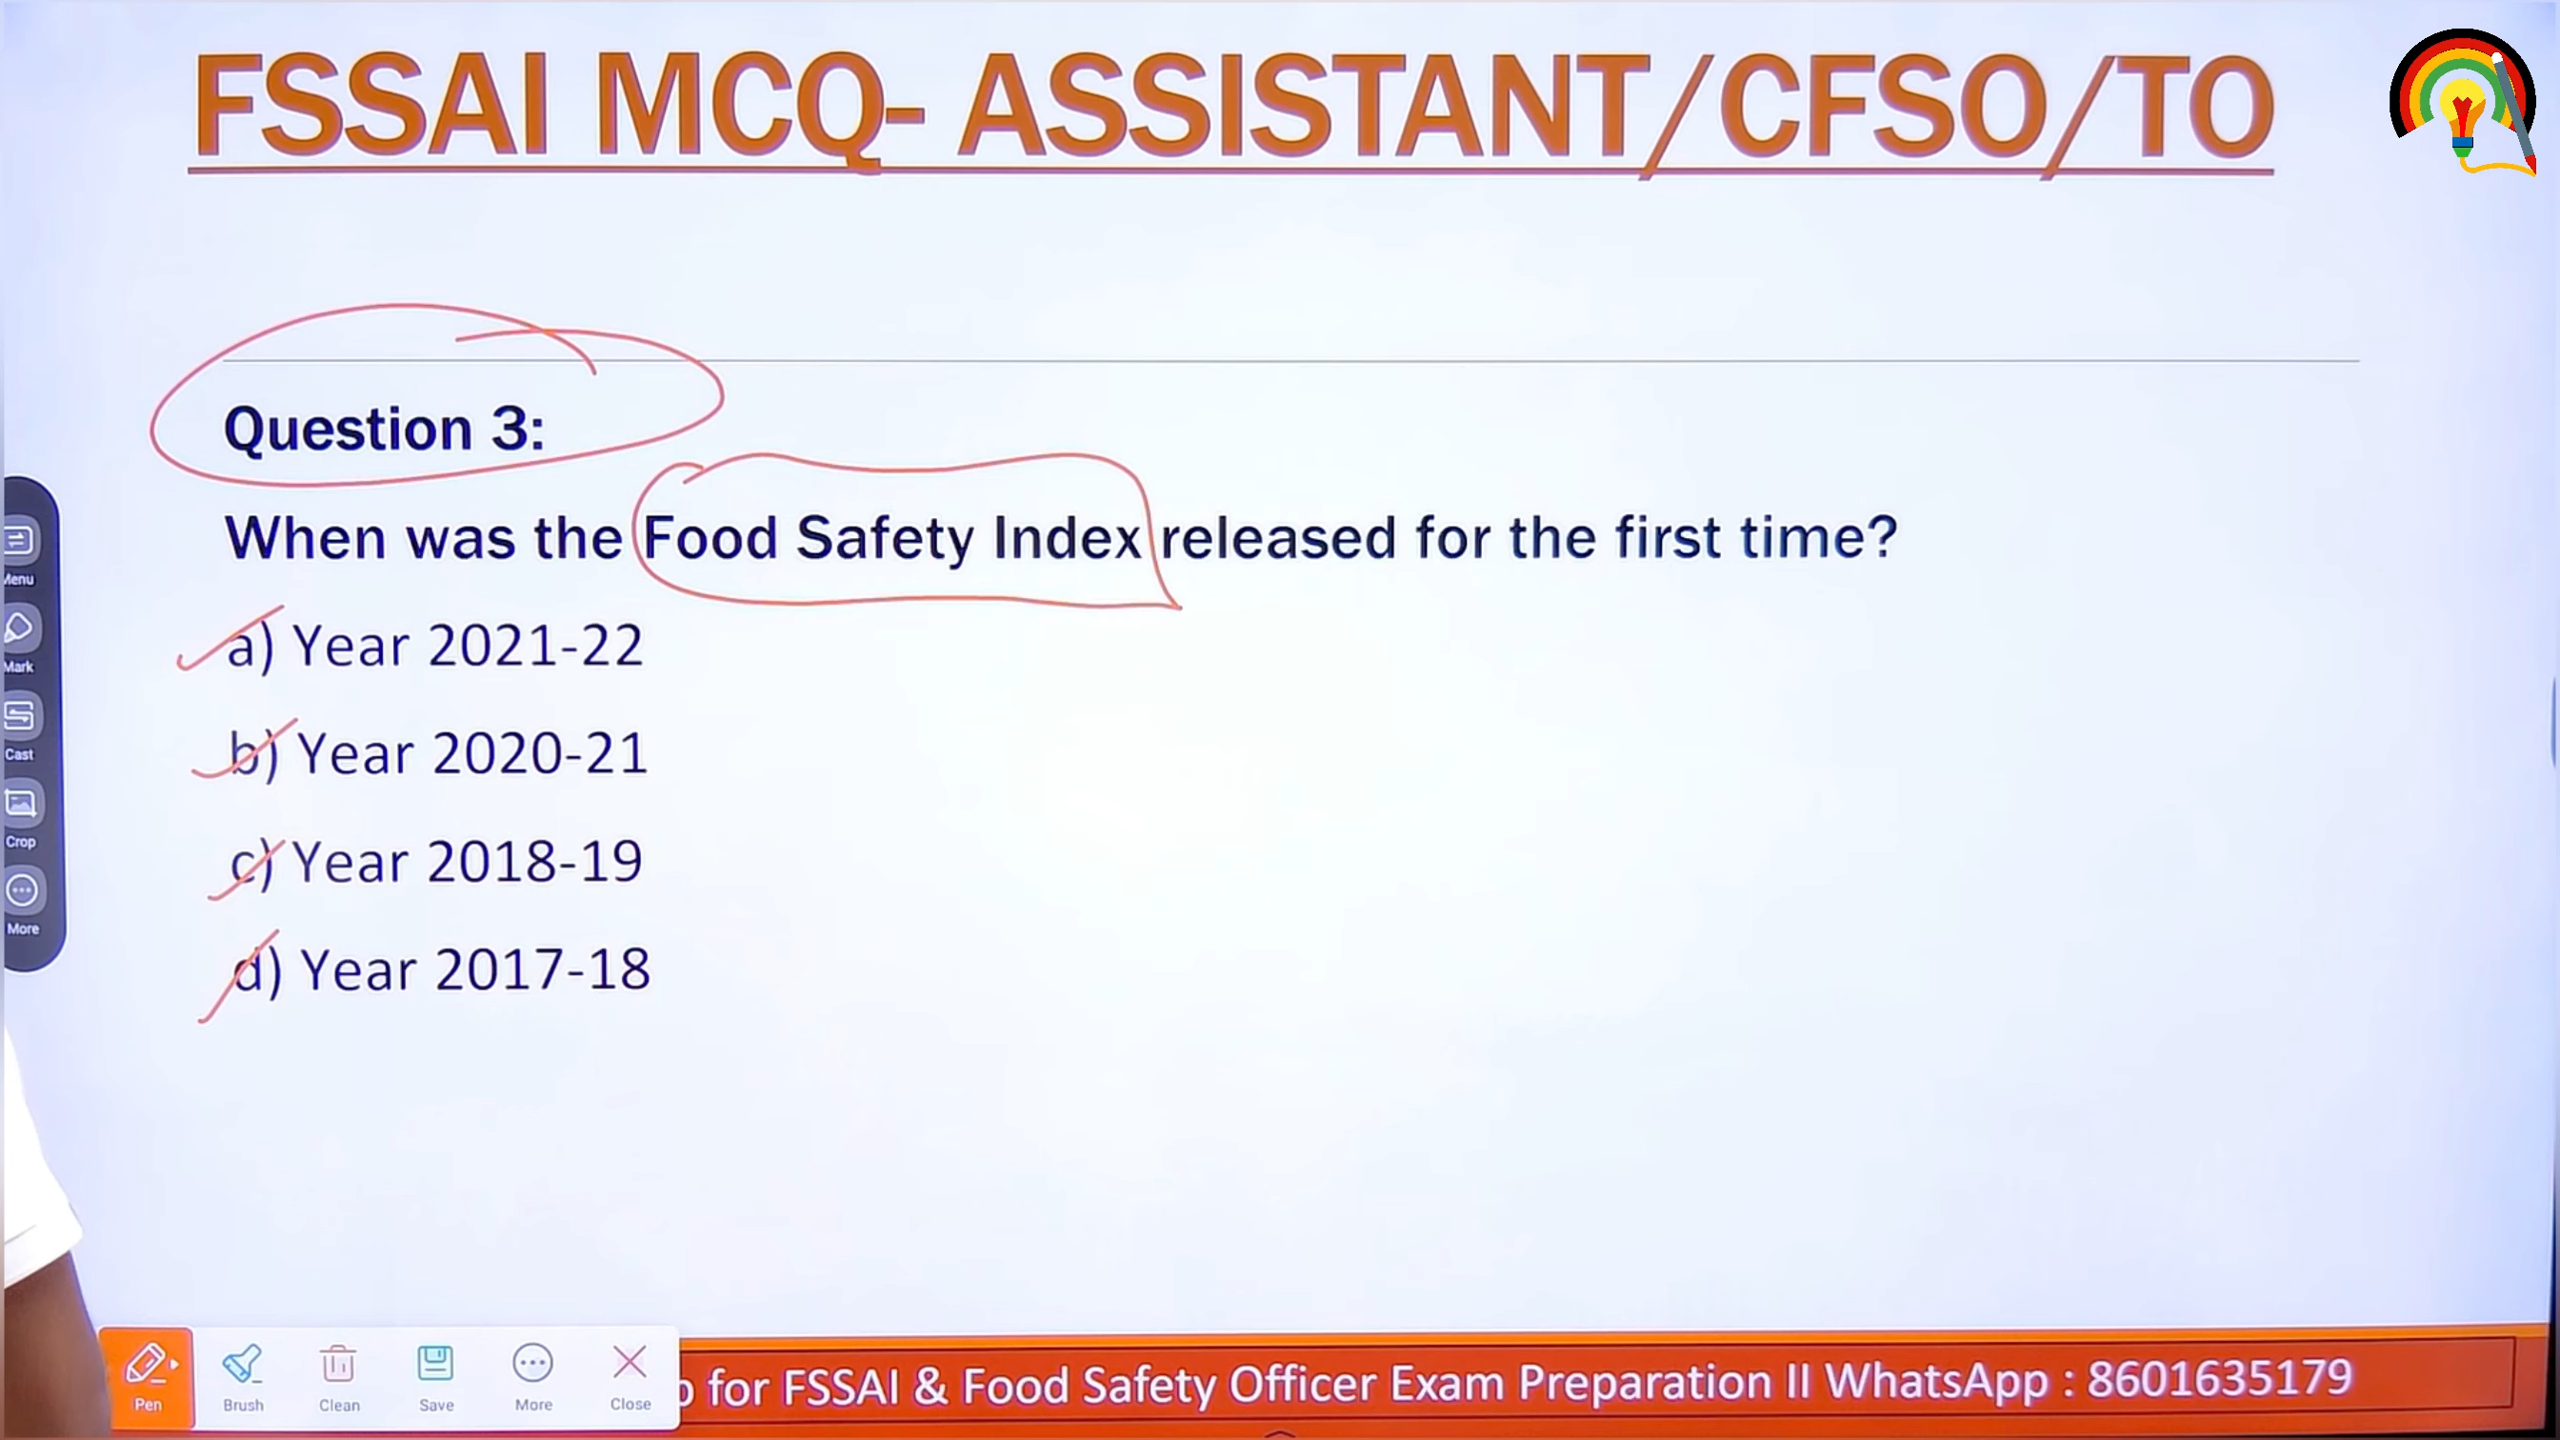 FSSAI MCQ- ASSISTANT/CFSO/TO
Question 3:
When was the Food Safety Index released for the first time?
a) Year 2021-22
b) Year 2020-21
c) Year 2018-19
d) Year 2017-18
Menu
Mark
Cast
Crop
More
Pen
Brush
Clean
Save
More
Close
for FSSAI & Food Safety Officer Exam Preparation II WhatsApp : 8601635179